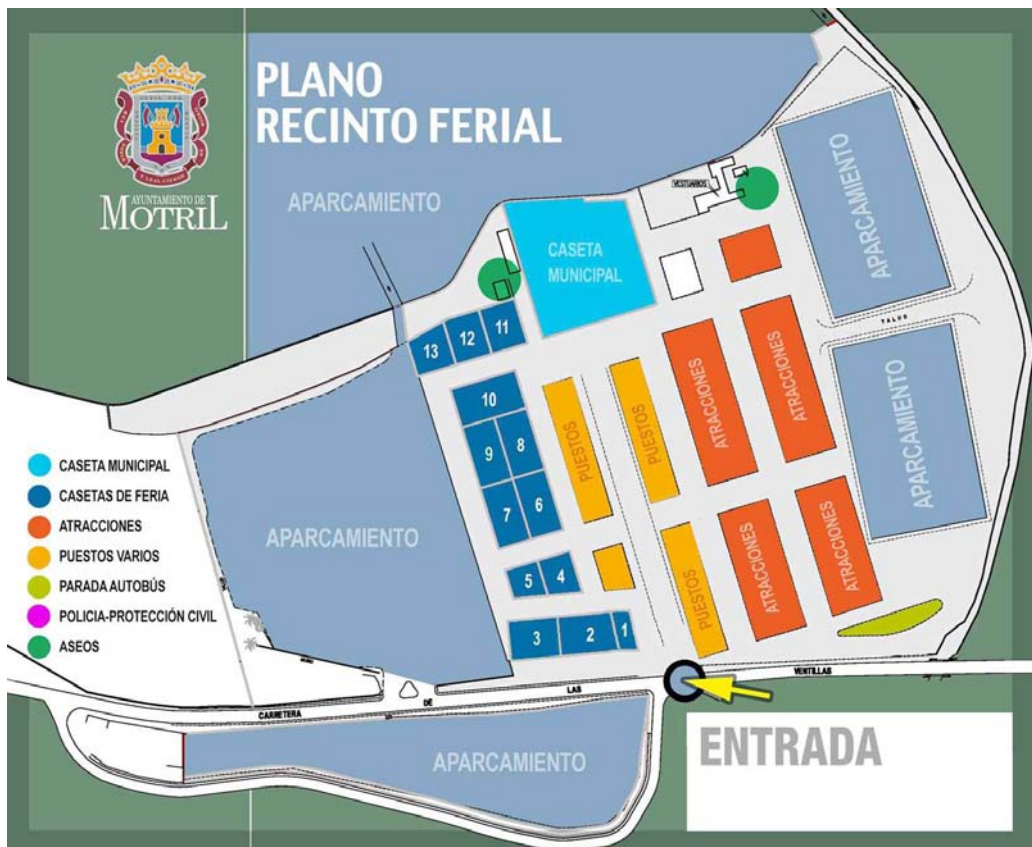 PLANO
RECINTO FERIAL
AYUNTAMIENTO DE
MOTRIL
APARCAMIENTO
CASETA
MUNICIPAL
VESTUARIOS
APARCAMIENTO
TALUD
APARCAMIENTO
13
12
11
10
9
8
7
6
5
4
3
2
1
PUESTOS
PUESTOS
PUESTOS
ATRACCIONES
ATRACCIONES
ATRACCIONES
ATRACCIONES
APARCAMIENTO
CASETA MUNICIPAL
CASETAS DE FERIA
ATRACCIONES
PUESTOS VARIOS
PARADA AUTOBÚS
POLICIA-PROTECCIÓN CIVIL
ASEOS
CARRETERA DE LAS VENTILLAS
APARCAMIENTO
ENTRADA